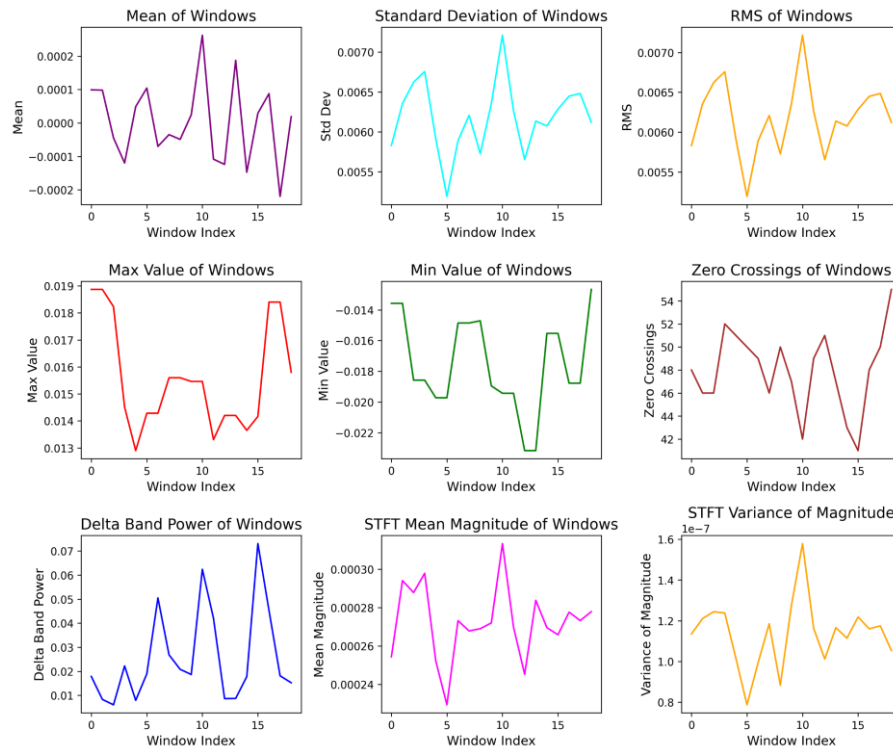 Mean of Windows
Mean
0.0002
0.0001
0.0000
−0.0001
−0.0002
0 5 10 15
Window Index
Standard Deviation of Windows
Std Dev
0.0070
0.0065
0.0060
0.0055
0 5 10 15
Window Index
RMS of Windows
RMS
0.0070
0.0065
0.0060
0.0055
0 5 10 15
Window Index
Max Value of Windows
Max Value
0.019
0.018
0.017
0.016
0.015
0.014
0.013
0 5 10 15
Window Index
Min Value of Windows
Min Value
−0.014
−0.016
−0.018
−0.020
−0.022
0 5 10 15
Window Index
Zero Crossings of Windows
Zero Crossings
54
52
50
48
46
44
42
0 5 10 15
Window Index
Delta Band Power of Windows
Delta Band Power
0.07
0.06
0.05
0.04
0.03
0.02
0.01
0 5 10 15
Window Index
STFT Mean Magnitude of Windows
Mean Magnitude
0.00030
0.00028
0.00026
0.00024
0 5 10 15
Window Index
STFT Variance of Magnitude
1e-7
Variance of Magnitude
1.6
1.4
1.2
1.0
0.8
0 5 10 15
Window Index